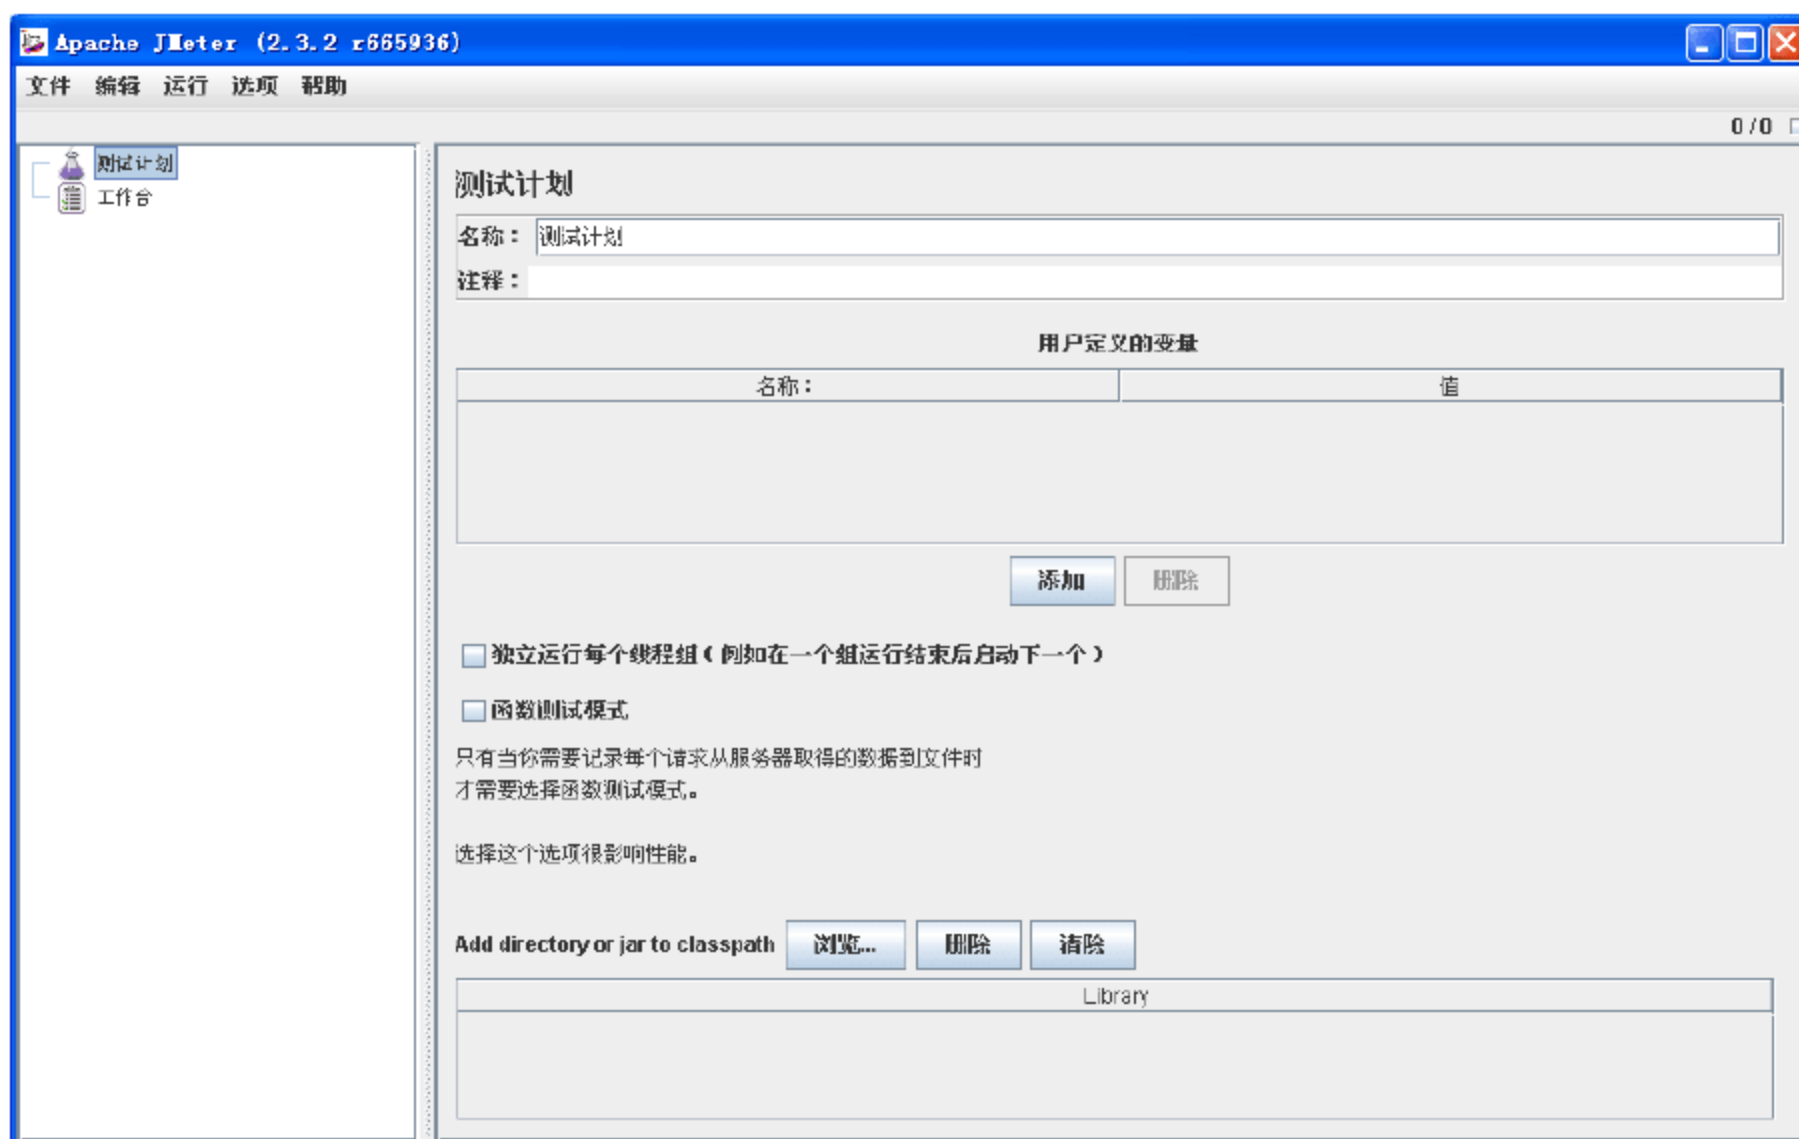 Apache JMeter (2.3.2 r665936)
文件 编辑 运行 选项 帮助
0 / 0
测试计划
工作台
测试计划
名称： 测试计划
注释：
用户定义的变量
名称： 值
添加 删除
独立运行每个线程组（例如在一个组运行结束后启动下一个）
函数测试模式
只有当你需要记录每个请求从服务器取得的数据到文件时
才需要选择函数测试模式。
选择这个选项很影响性能。
Add directory or jar to classpath 浏览... 删除 清除
Library